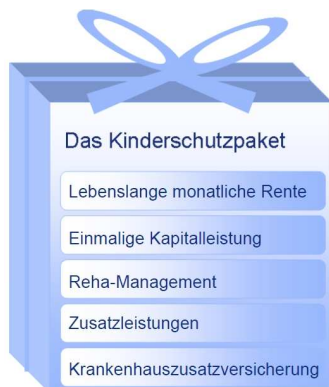 Das Kinderschutzpaket
Lebenslange monatliche Rente
Einmalige Kapitalleistung
Reha-Management
Zusatzleistungen
Krankenhauszusatzversicherung